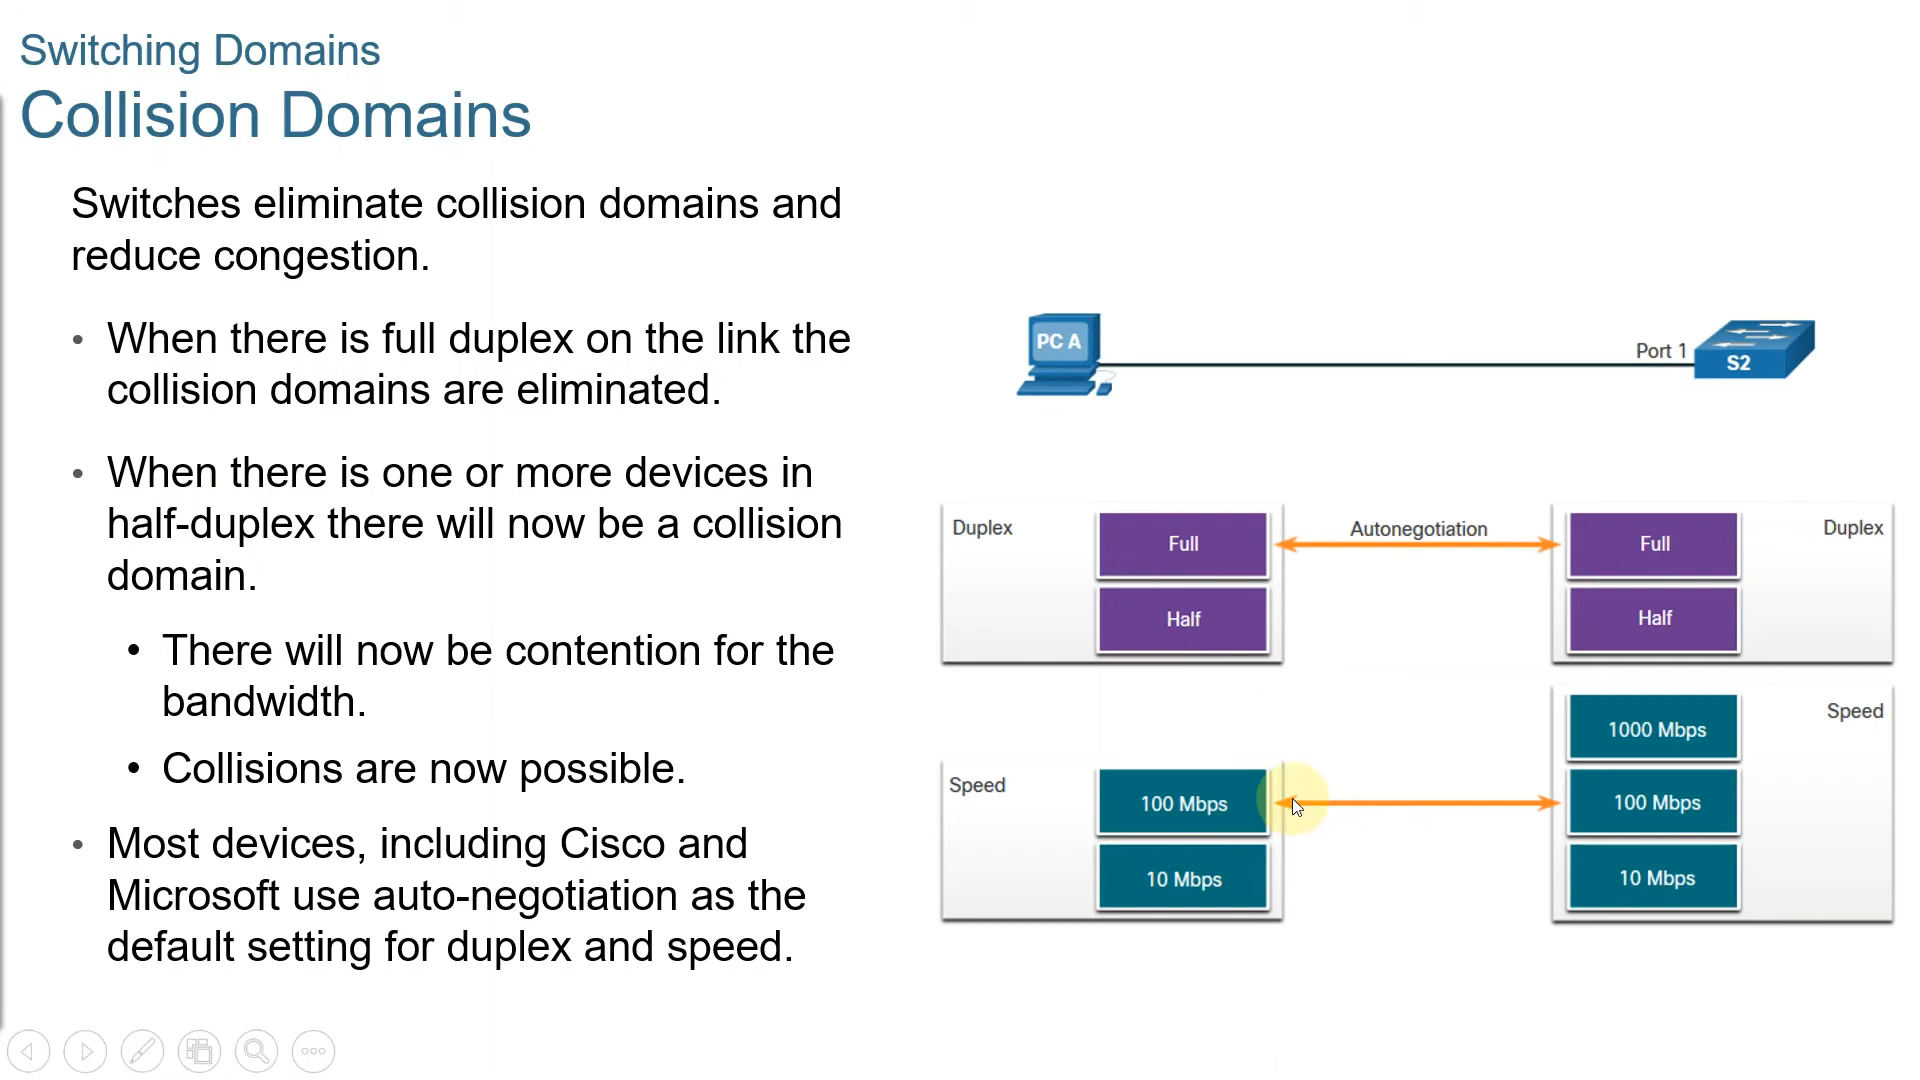 Switching Domains
Collision Domains
Switches eliminate collision domains and
reduce congestion.
• When there is full duplex on the link the
collision domains are eliminated.
• When there is one or more devices in
half-duplex there will now be a collision
domain.
• There will now be contention for the
bandwidth.
• Collisions are now possible.
• Most devices, including Cisco and
Microsoft use auto-negotiation as the
default setting for duplex and speed.
PC A
Port 1
S2
Duplex
Full
Half
Autonegotiation
Full
Half
Duplex
Speed
100 Mbps
10 Mbps
1000 Mbps
100 Mbps
10 Mbps
Speed